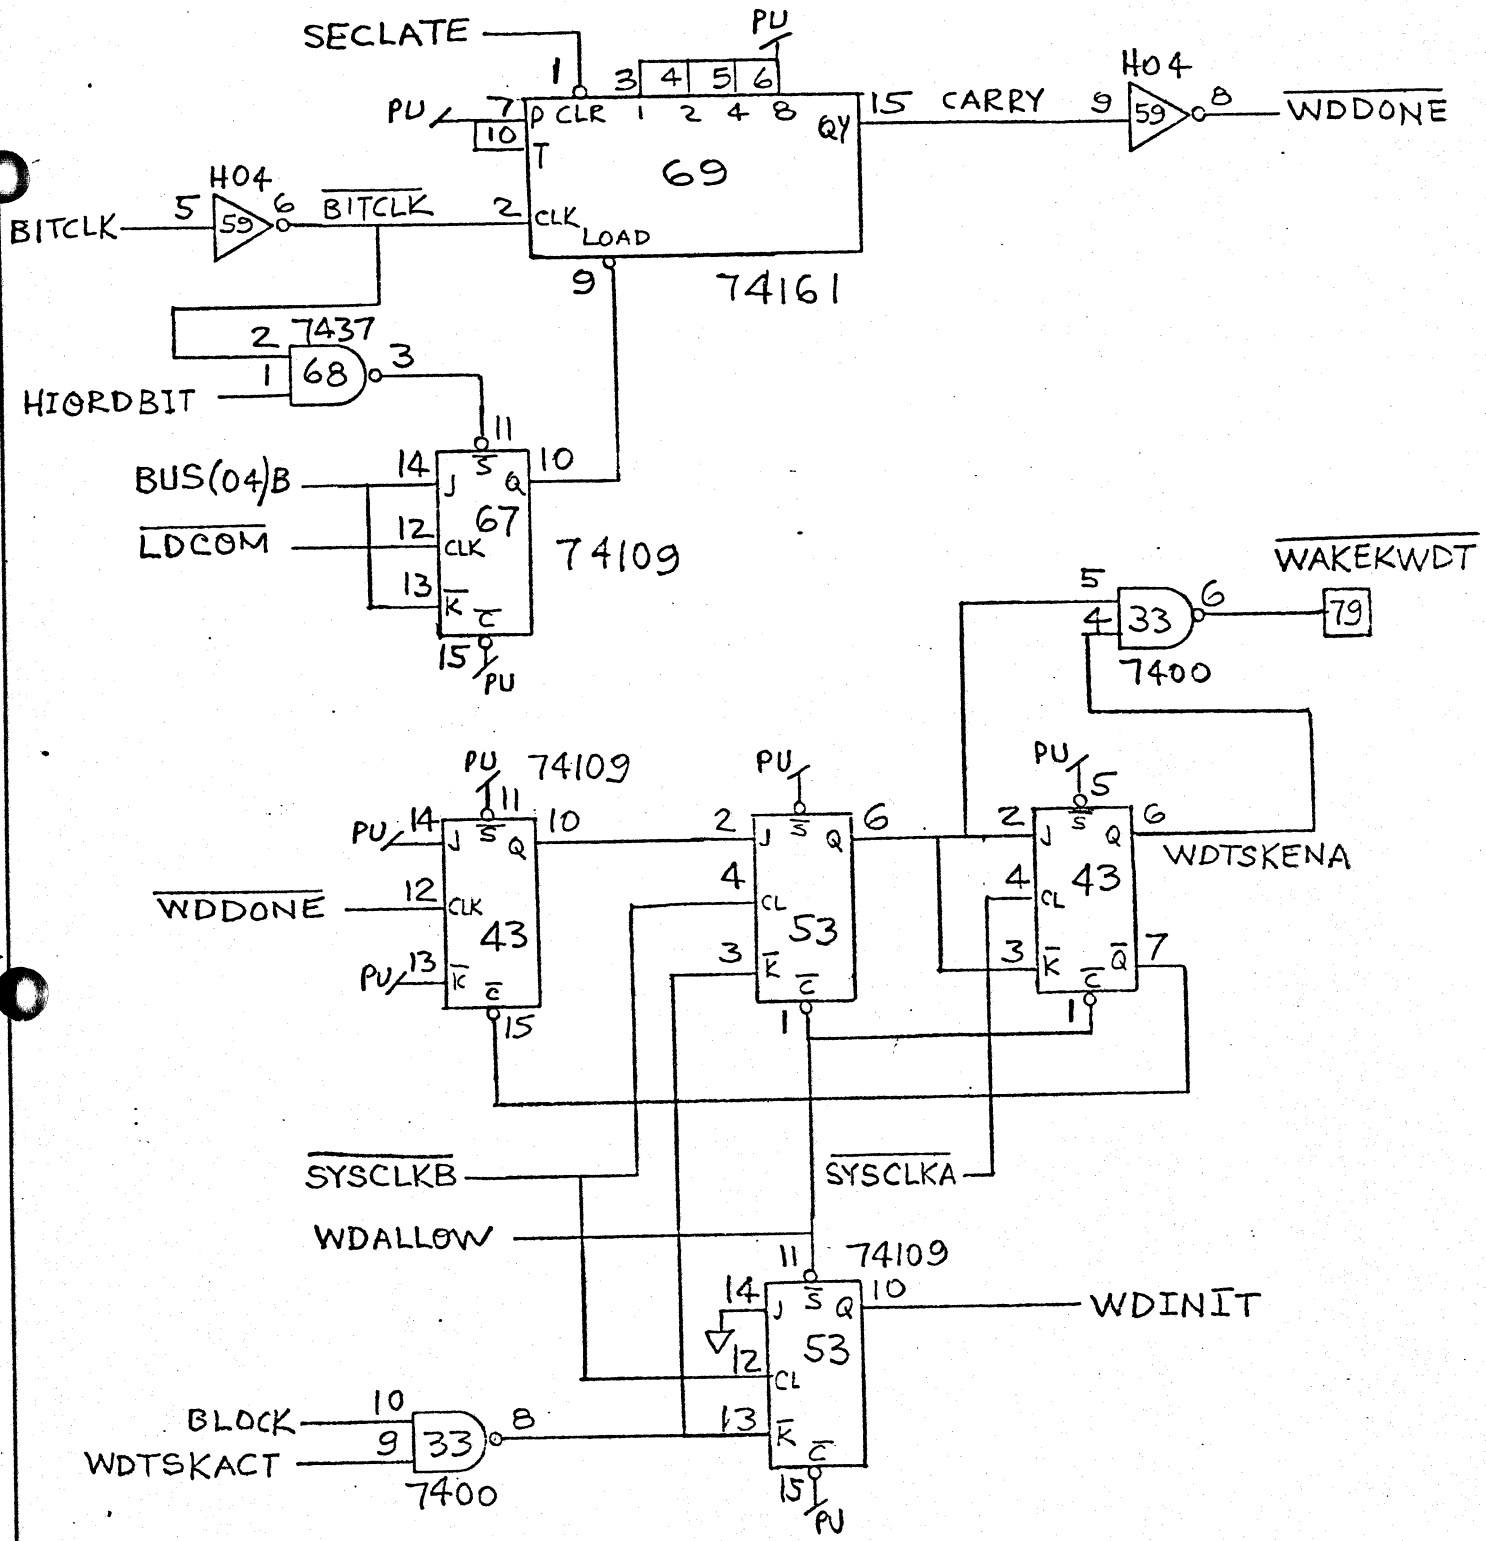 SECLATE
PU
1
3 4 5 6
H04
PU 7
P CLR 1 2 4 8
QY
15 CARRY 9
59
8
WDDONE
10
T
69
H04
BITCLK
5
59
6
BITCLK
2
CLK
LOAD
9
74161
2 7437
1
68
3
HIORDBIT
11
BUS(04)B
14
J S Q
10
67
LDCOM
12
CLK
74109
13
K C
15
PU
WAKEKWDT
5
4
33
6
79
7400
PU 74109
11
PU 14
J S Q
10
WDDONE
12
CLK
43
PU 13
K C
15
PU
2
J S Q
6
4
CL
53
3
K C
1
PU
5
2
J S Q
6
WDTSKENA
4
CL
43
3
K C Q
7
1
SYSCLKB
SYSCLKA
WDALLOW
11 74109
14
J S Q
10
WDINIT
53
12
CL
13
K C
15
PU
BLOCK
10
9
33
8
WDTSKACT
7400